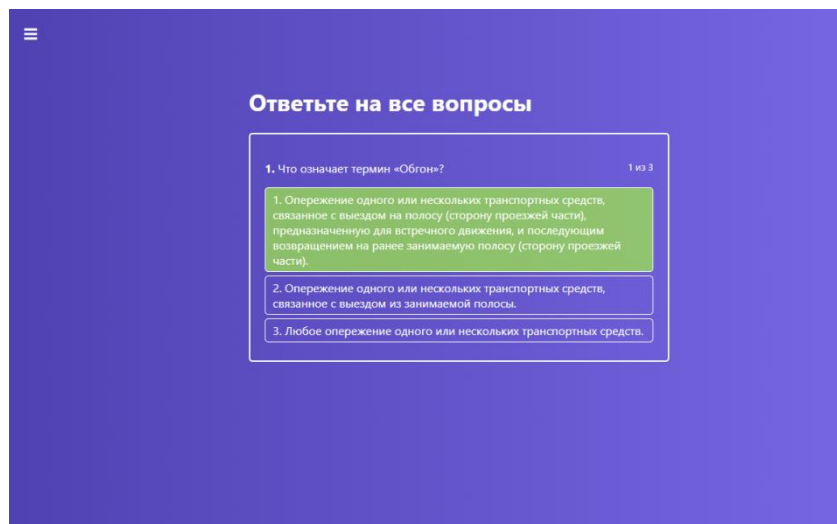 Ответьте на все вопросы
1. Что означает термин «Обгон»? 1 из 3
1. Опережение одного или нескольких транспортных средств,
связанное с выездом на полосу (сторону проезжей части),
предназначенную для встречного движения, и последующим
возвращением на ранее занимаемую полосу (сторону проезжей
части).
2. Опережение одного или нескольких транспортных средств,
связанное с выездом из занимаемой полосы.
3. Любое опережение одного или нескольких транспортных средств.